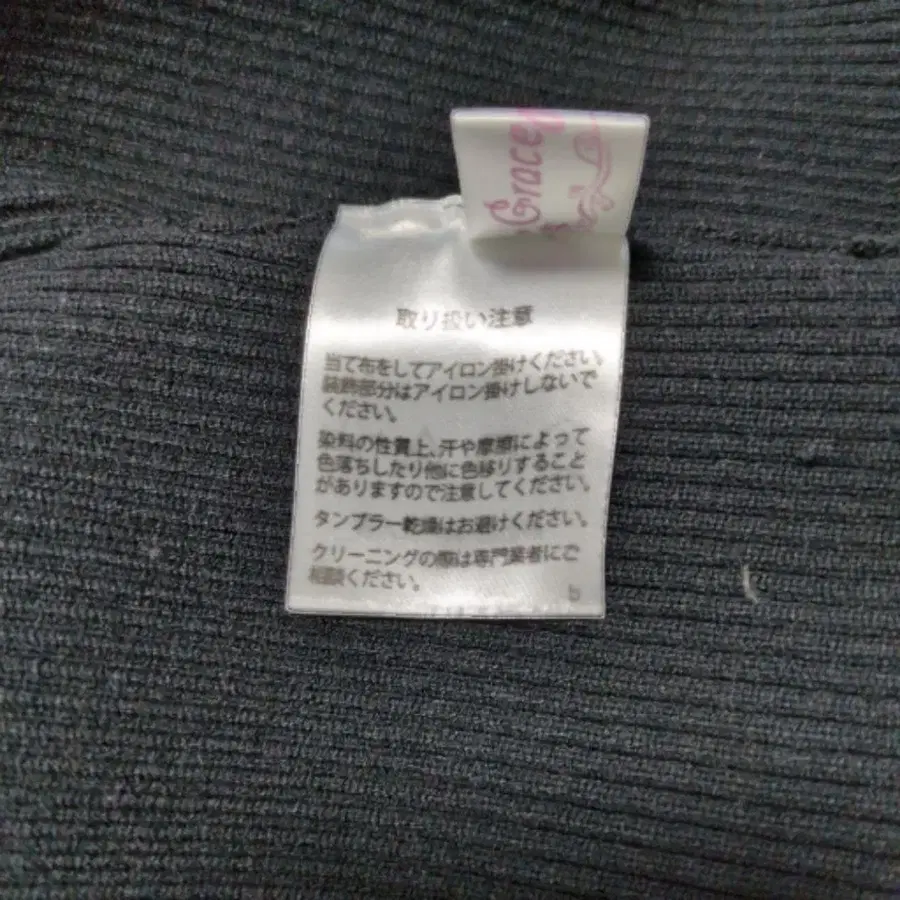 Grace
取り扱い注意
当て布をしてアイロン掛けください。
装飾部分はアイロン掛けしないで
ください。
染料の性質上、汗や摩擦によって
色落ちしたり他に色移りすること
がありますので注意してください。
タンブラー乾燥はお避けください。
クリーニングの際は専門業者にご
相談ください。
b